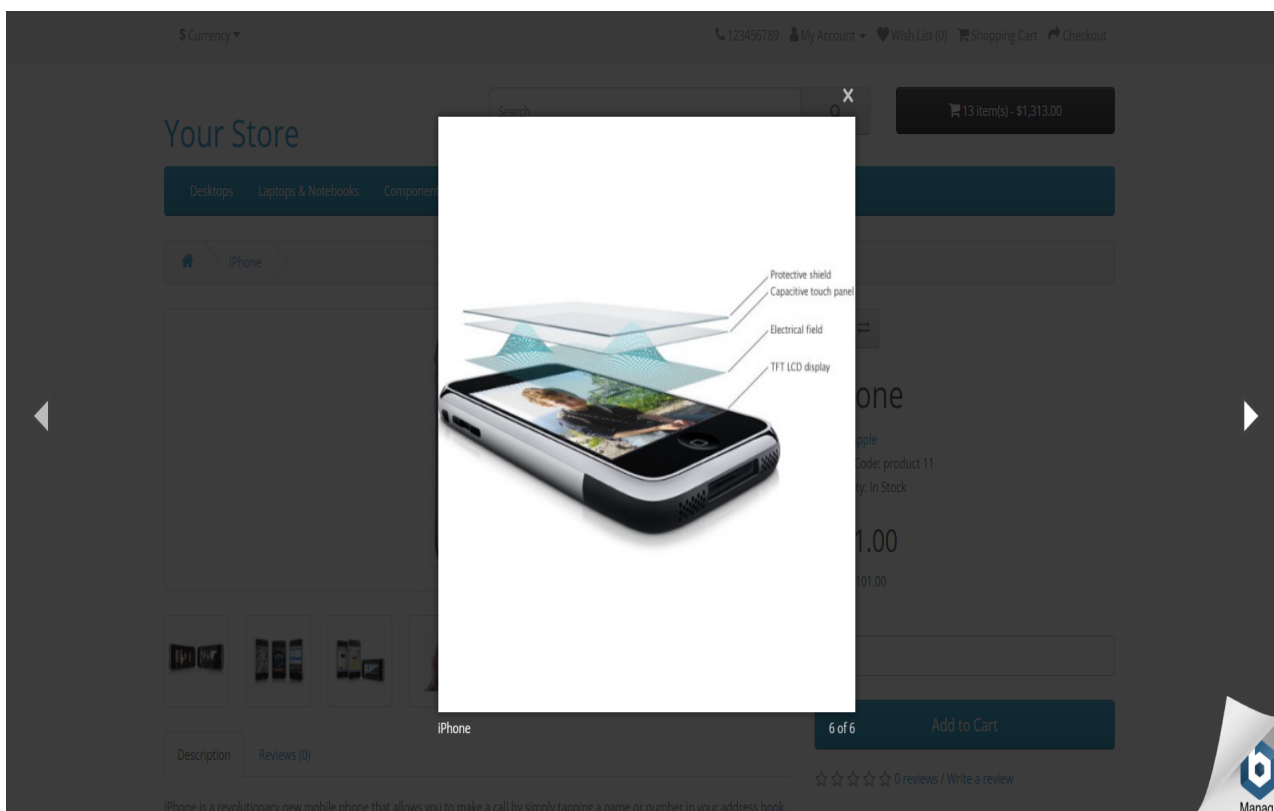 $ Currency
123456789 My Account Wish List (0) Shopping Cart Checkout
Your Store
Search
x
13 item(s) - $1,313.00
Desktops Laptops & Notebooks Component
iPhone
Protective shield
Capacitive touch panel
Electrical field
TFT LCD display
one
pple
Code: product 11
ty: In Stock
1.00
101.00
iPhone
6 of 6
Add to Cart
Description Reviews (0)
0 reviews / Write a review
iPhone is a revolutionary new mobile phone that allows you to make a call by simply tapping a name or number in your address book
b
Manag